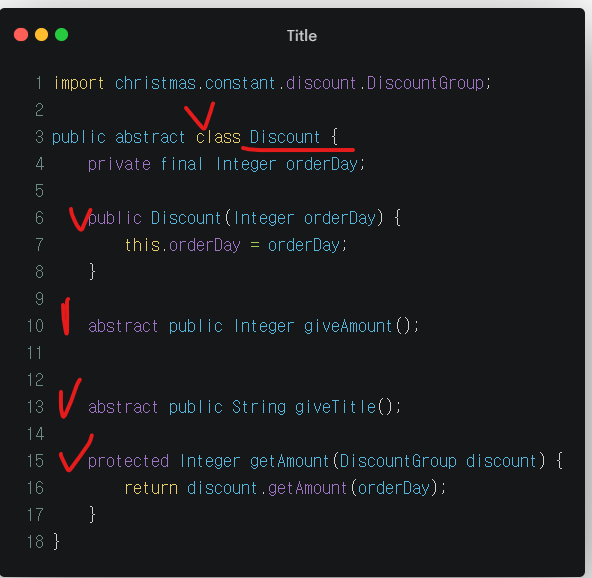 Title
1 import christmas.constant.discount.DiscountGroup;
2
3 public abstract class Discount {
4 private final Integer orderDay;
5
6 public Discount(Integer orderDay) {
7 this.orderDay = orderDay;
8 }
9
10 abstract public Integer giveAmount();
11
12
13 abstract public String giveTitle();
14
15 protected Integer getAmount(DiscountGroup discount) {
16 return discount.getAmount(orderDay);
17 }
18 }